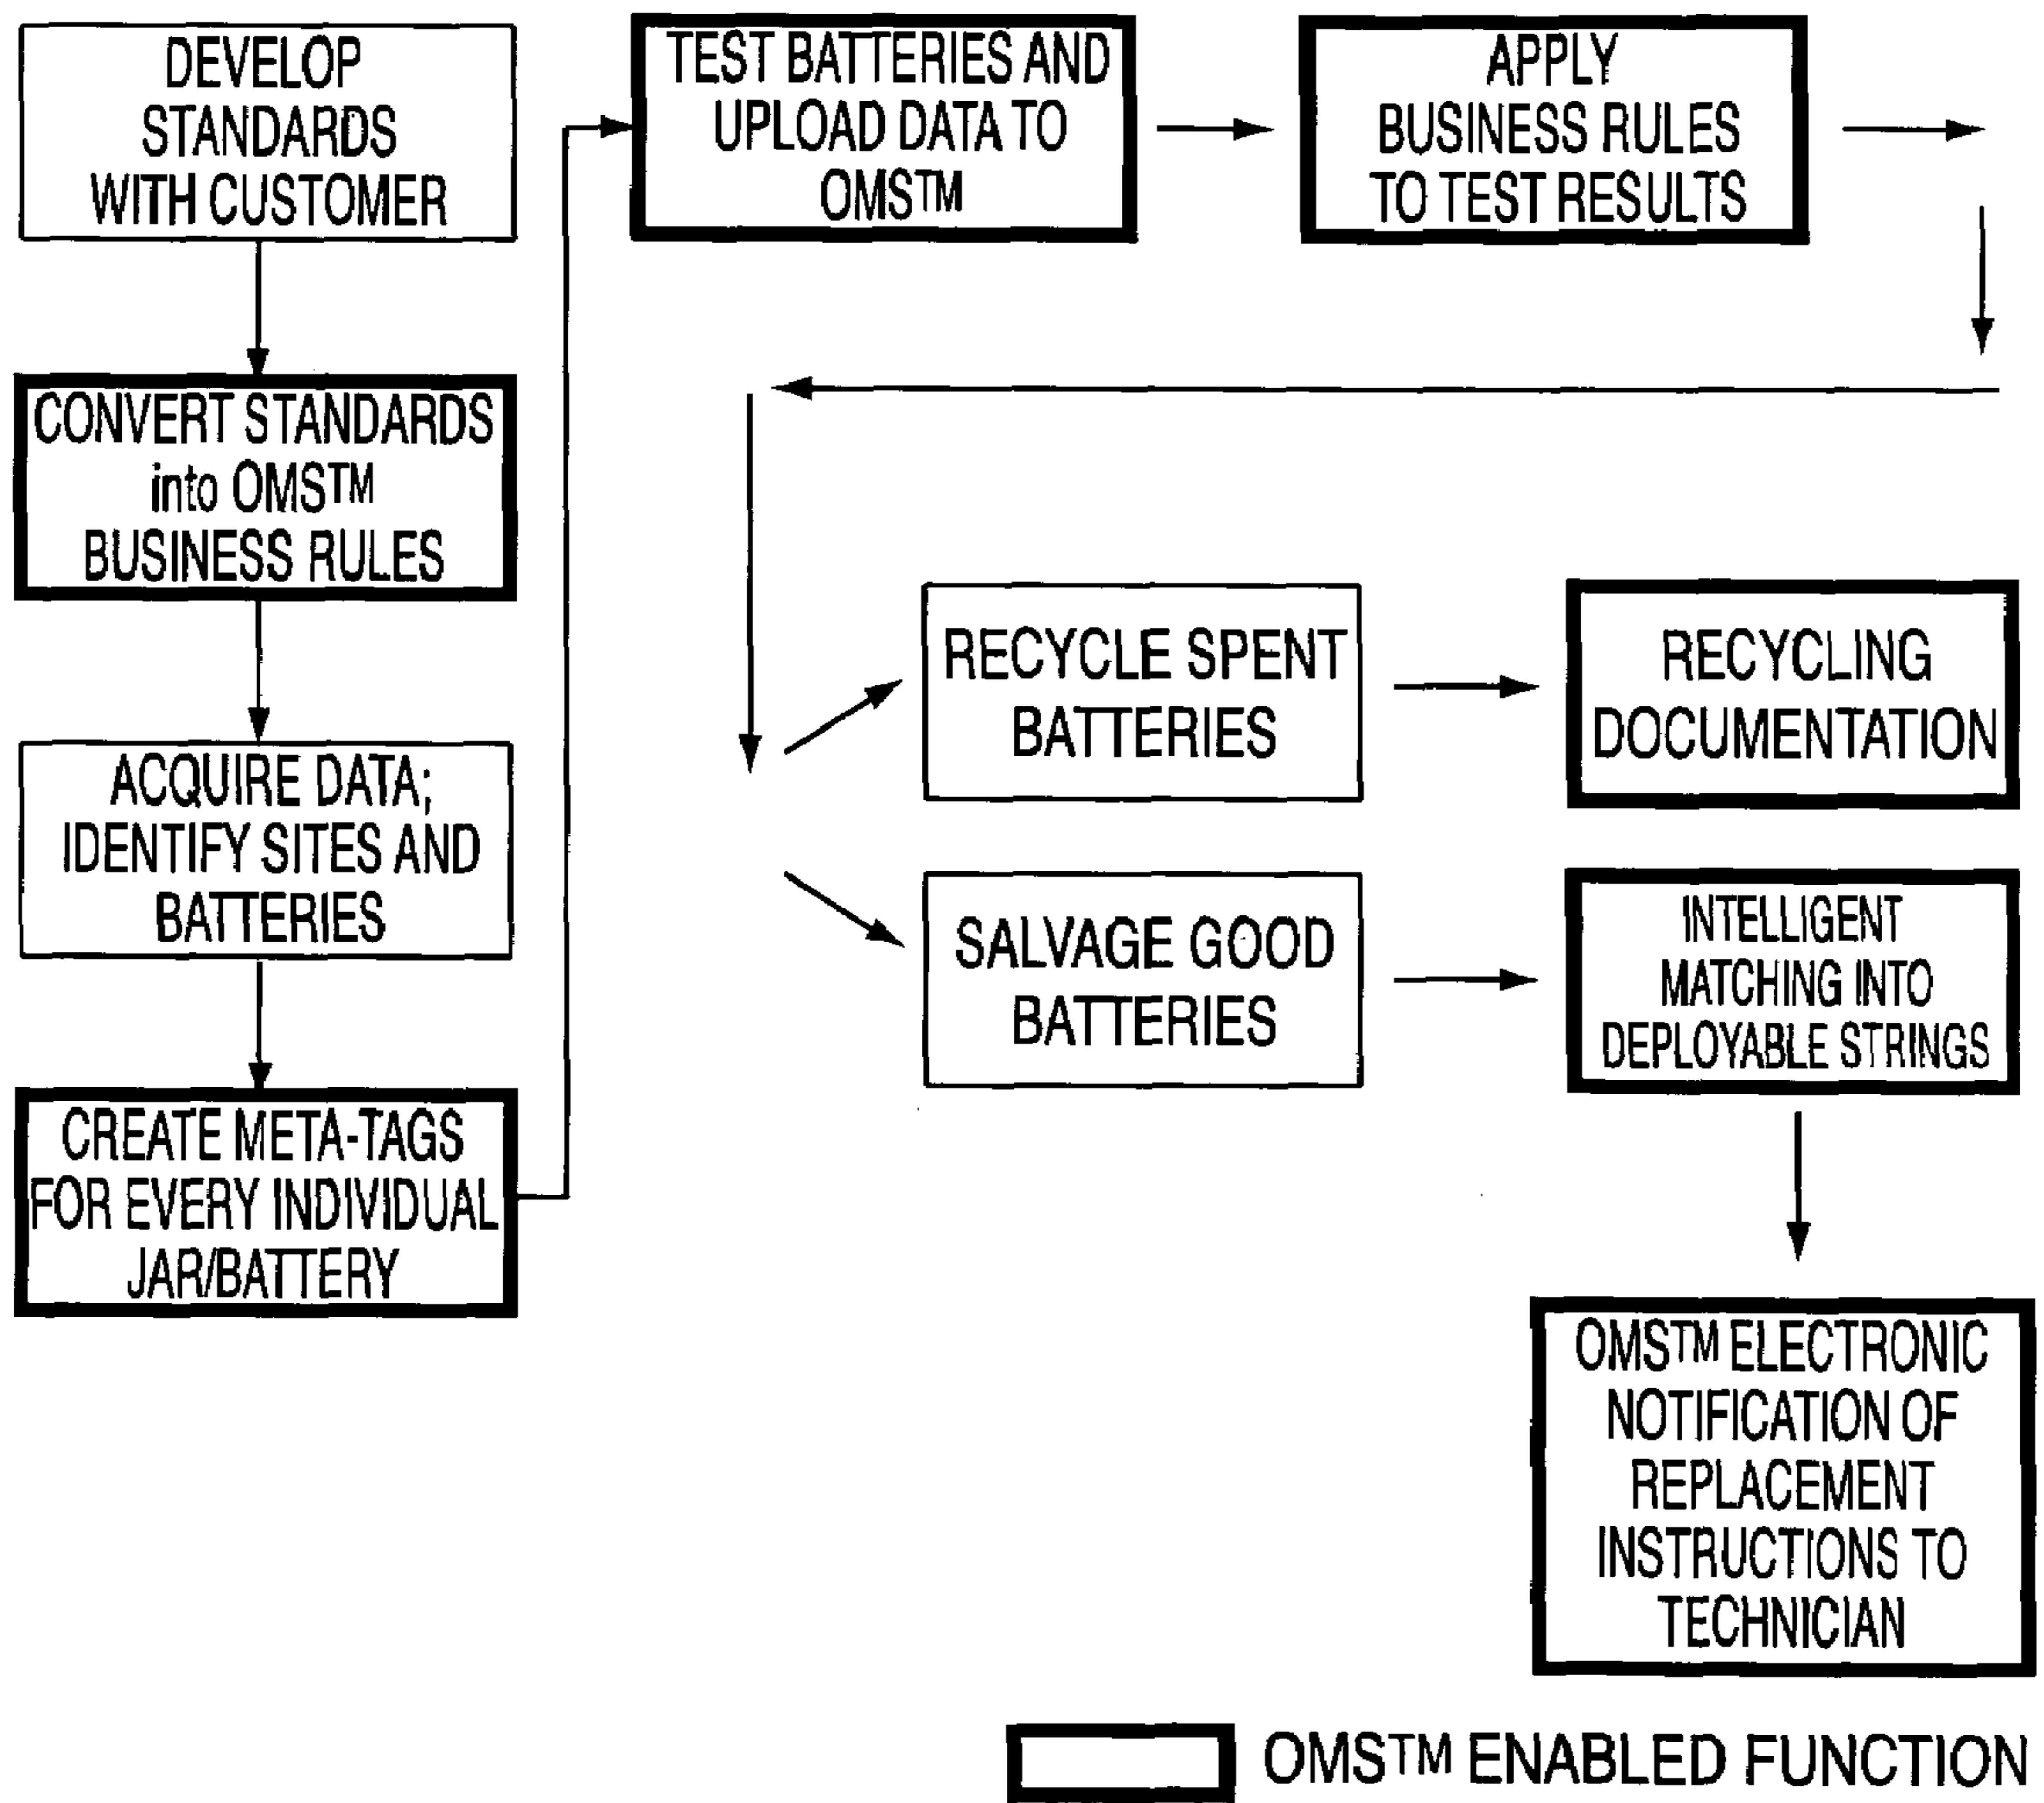 DEVELOP
STANDARDS
WITH CUSTOMER
CONVERT STANDARDS
into OMS™
BUSINESS RULES
ACQUIRE DATA;
IDENTIFY SITES AND
BATTERIES
CREATE META-TAGS
FOR EVERY INDIVIDUAL
JAR/BATTERY
TEST BATTERIES AND
UPLOAD DATA TO
OMS™
APPLY
BUSINESS RULES
TO TEST RESULTS
RECYCLE SPENT
BATTERIES
RECYCLING
DOCUMENTATION
SALVAGE GOOD
BATTERIES
INTELLIGENT
MATCHING INTO
DEPLOYABLE STRINGS
OMS™ ELECTRONIC
NOTIFICATION OF
REPLACEMENT
INSTRUCTIONS TO
TECHNICIAN
OMS™ ENABLED FUNCTION